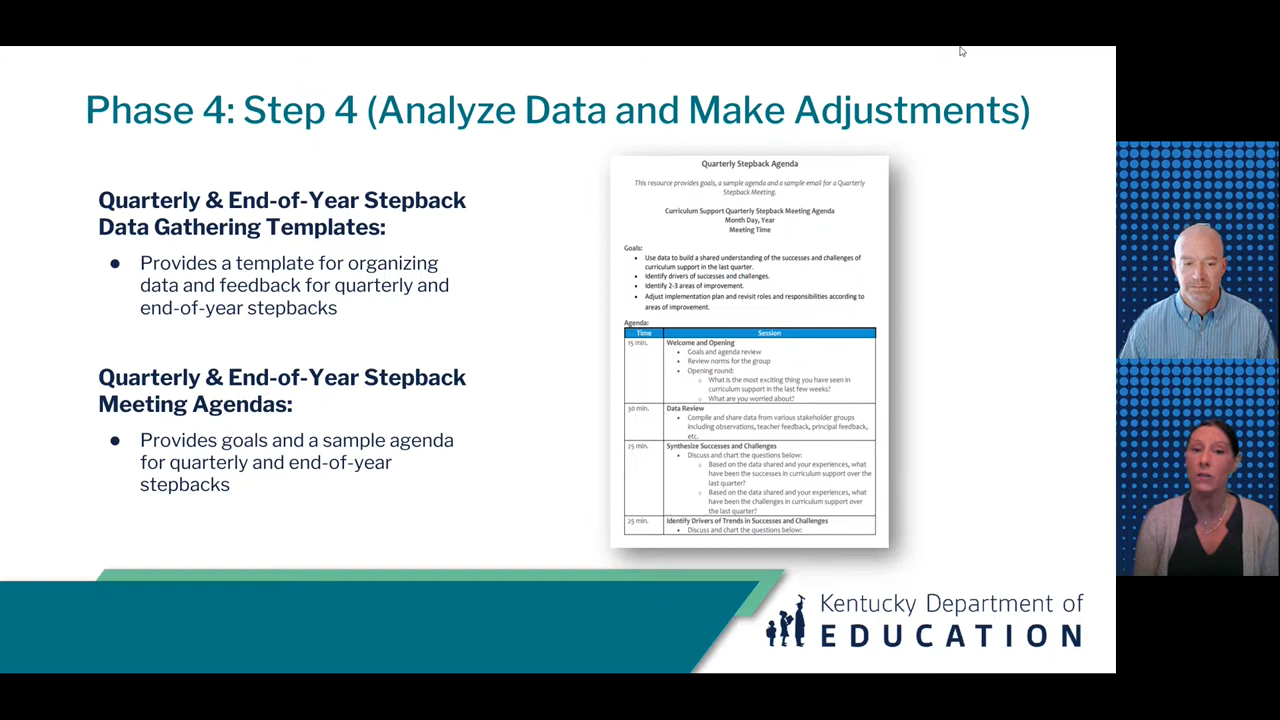 Phase 4: Step 4 (Analyze Data and Make Adjustments)
Quarterly & End-of-Year Stepback
Data Gathering Templates:
● Provides a template for organizing
data and feedback for quarterly and
end-of-year stepbacks
Quarterly & End-of-Year Stepback
Meeting Agendas:
● Provides goals and a sample agenda
for quarterly and end-of-year
stepbacks
Quarterly Stepback Agenda
This resource provides goals, a sample agenda and a sample email for a Quarterly
Stepback Meeting.
Curriculum Support Quarterly Stepback Meeting Agenda
Month Day, Year
Meeting Time
Goals:
• Use data to build a shared understanding of the successes and challenges of
curriculum support in the last quarter.
• Identify drivers of successes and challenges.
• Identify 2-3 areas of improvement.
• Adjust implementation plan and revisit roles and responsibilities according to
areas of improvement.
Agenda:
Time Session
15 min. Welcome and Opening
• Goals and agenda review
• Review norms for the group
• Opening round:
o What is the most exciting thing you have seen in
curriculum support in the last few weeks?
o What are you worried about?
30 min. Data Review
• Compile and share data from various stakeholder groups
including observations, teacher feedback, principal feedback,
etc.
25 min. Synthesize Successes and Challenges
• Discuss and chart the questions below:
o Based on the data shared and your experiences, what
have been the successes in curriculum support over the
last quarter?
o Based on the data shared and your experiences, what
have been the challenges in curriculum support over
the last quarter?
25 min. Identify Drivers of Trends in Successes and Challenges
• Discuss and chart the questions below:
Kentucky Department of
EDUCATION